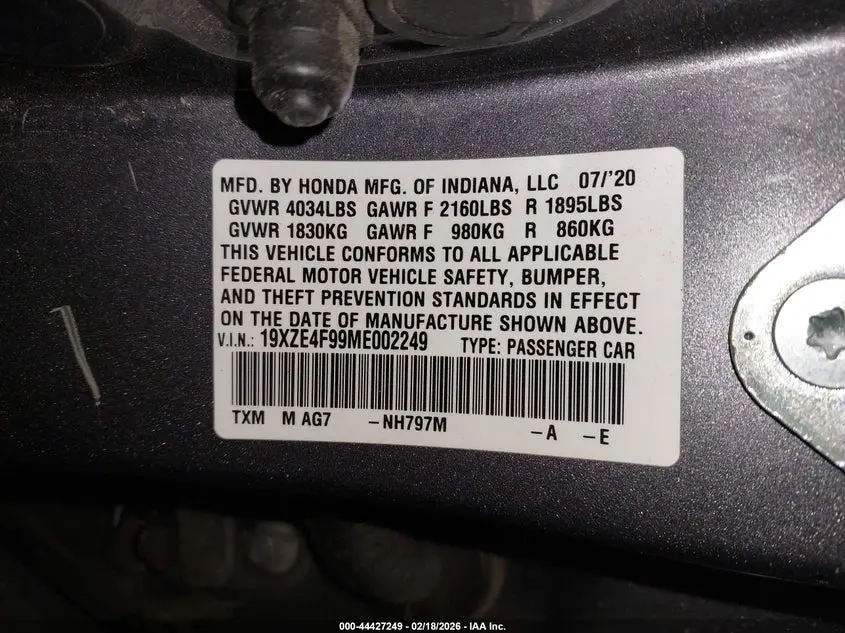 MFD. BY HONDA MFG. OF INDIANA, LLC 07/'20
GVWR 4034LBS GAWR F 2160LBS R 1895LBS
GVWR 1830KG GAWR F 980KG R 860KG
THIS VEHICLE CONFORMS TO ALL APPLICABLE
FEDERAL MOTOR VEHICLE SAFETY, BUMPER,
AND THEFT PREVENTION STANDARDS IN EFFECT
ON THE DATE OF MANUFACTURE SHOWN ABOVE.
V.I.N.: 19XZE4F99ME002249 TYPE: PASSENGER CAR
TXM M AG7 -NH797M -A -E
000-44427249 - 02/18/2026 - IAA Inc.